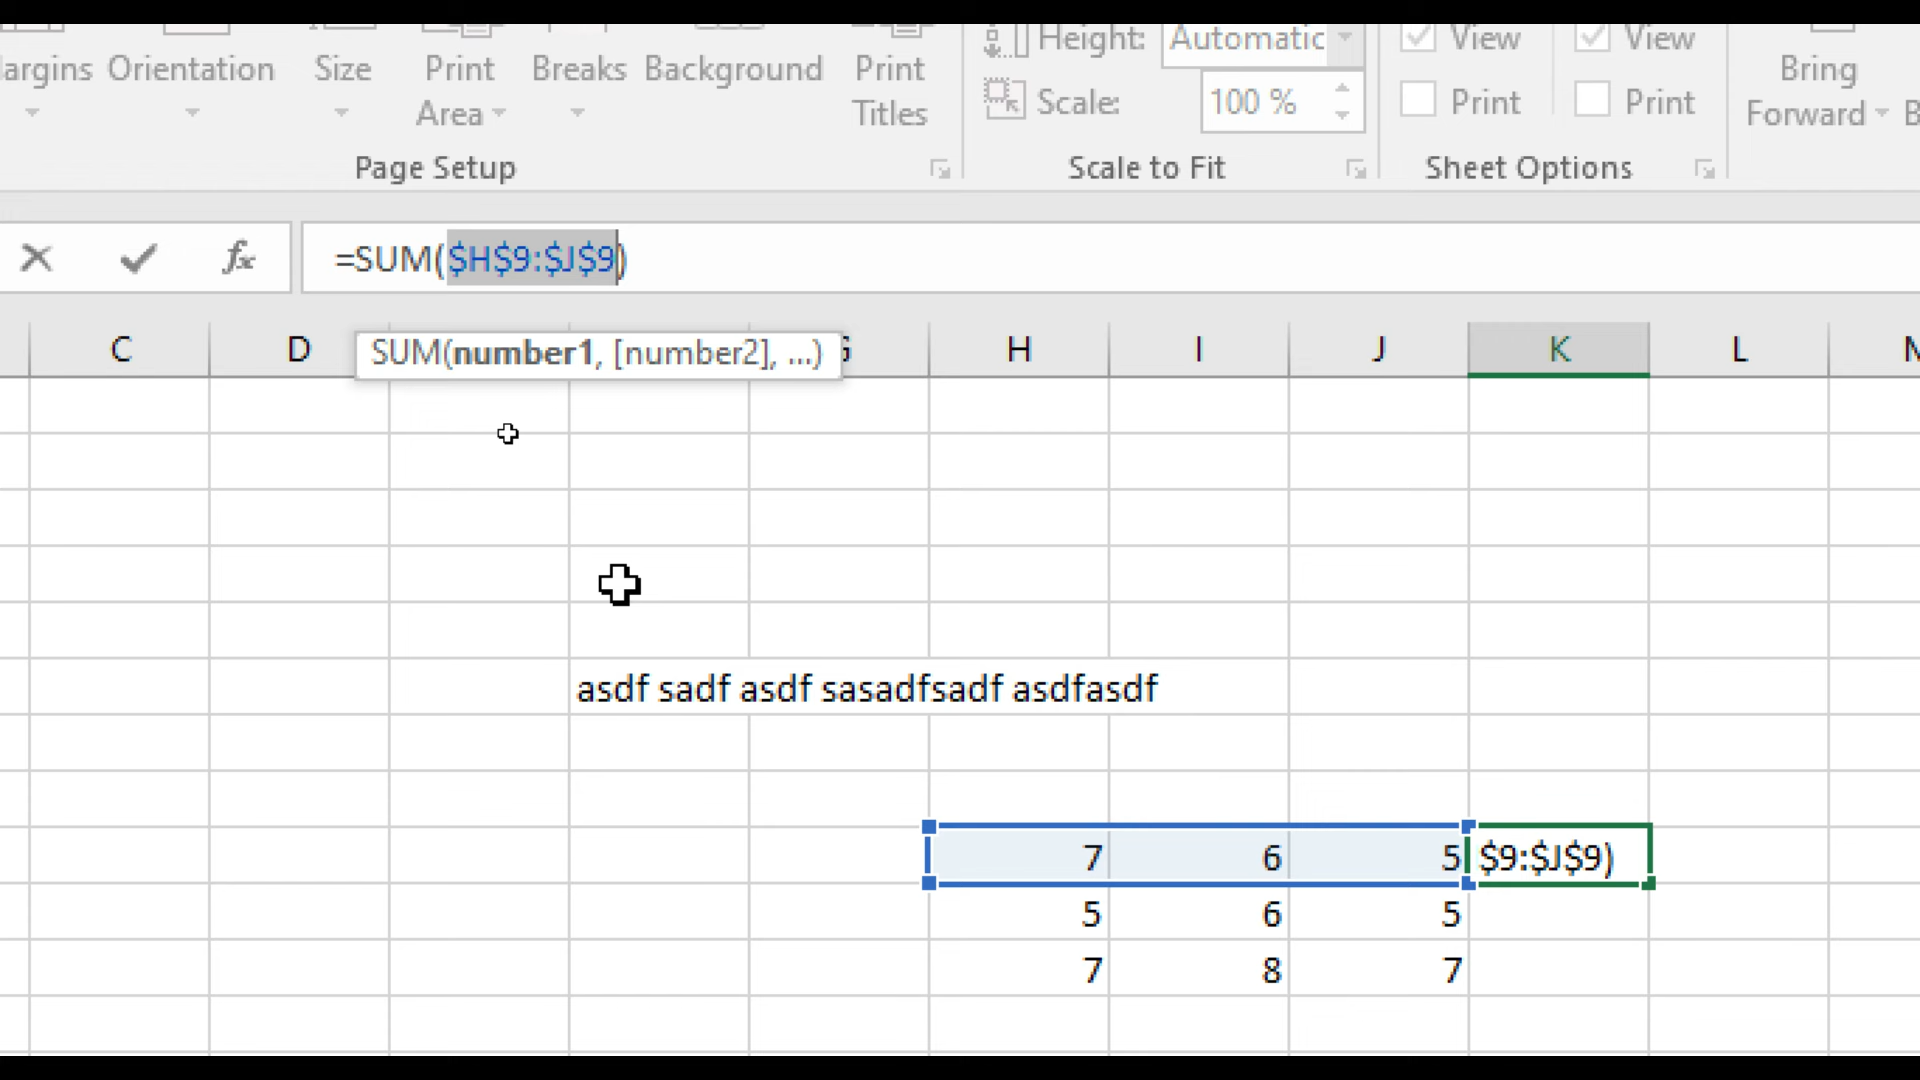 Height: Automatic View View
argins Orientation Size Print Breaks Background Print Scale: 100 % Print Print Bring
Area Titles Forward B
Page Setup Scale to Fit Sheet Options
fx =SUM($H$9:$J$9)
C D G H I J K L M
SUM(number1, [number2], ...)
asdf sadf asdf sasadfsadf asdfasdf
7 6 5 $9:$J$9)
5 6 5
7 8 7